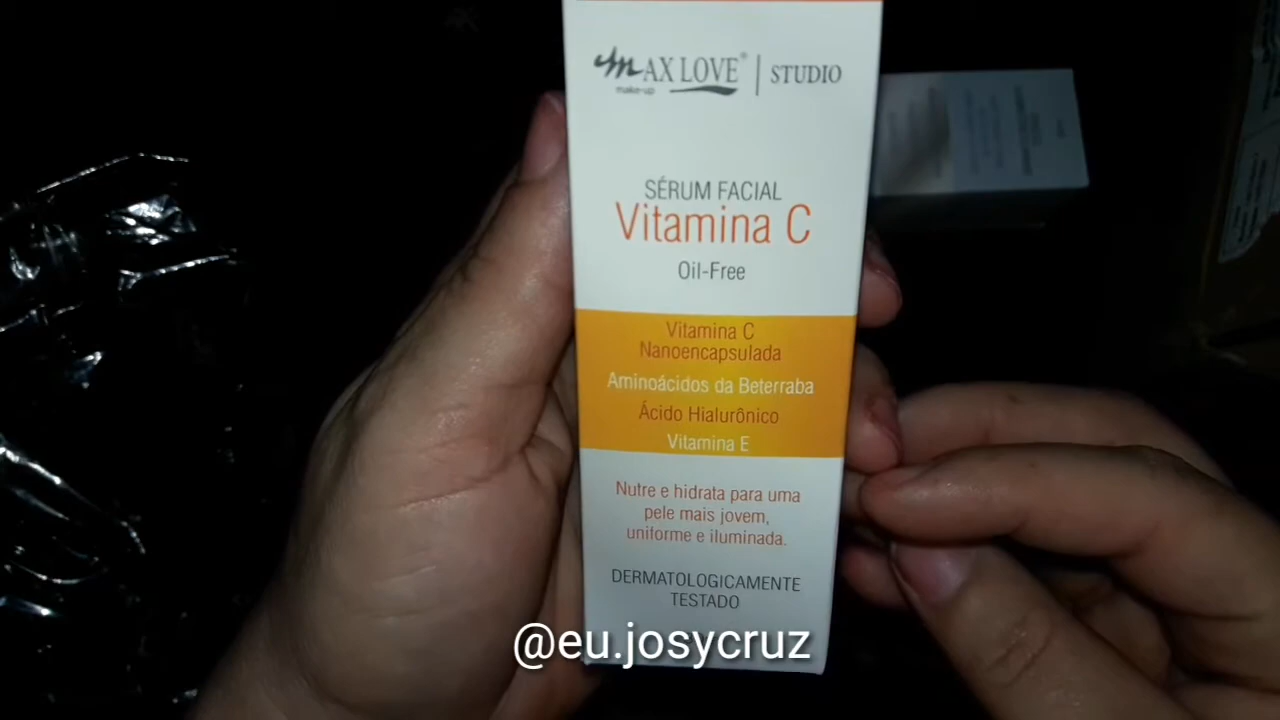 MAX LOVE® | STUDIO
make-up
SÉRUM FACIAL
Vitamina C
Oil-Free
Vitamina C
Nanoencapsulada
Aminoácidos da Beterraba
Ácido Hialurônico
Vitamina E
Nutre e hidrata para uma
pele mais jovem,
uniforme e iluminada.
DERMATOLOGICAMENTE
TESTADO
@eu.josycruz